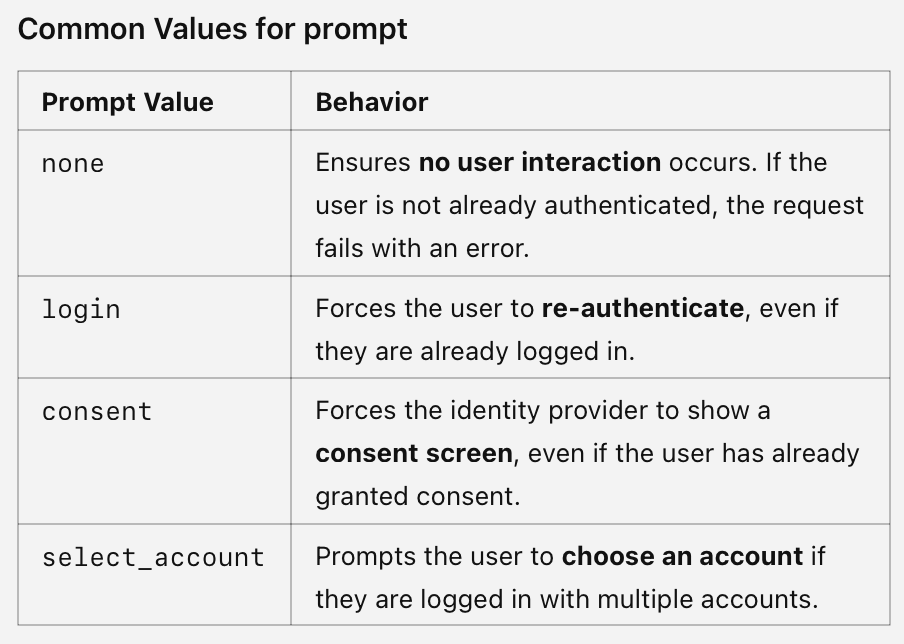 Common Values for prompt
Prompt Value Behavior
none Ensures no user interaction occurs. If the
user is not already authenticated, the request
fails with an error.
login Forces the user to re-authenticate, even if
they are already logged in.
consent Forces the identity provider to show a
consent screen, even if the user has already
granted consent.
select_account Prompts the user to choose an account if
they are logged in with multiple accounts.